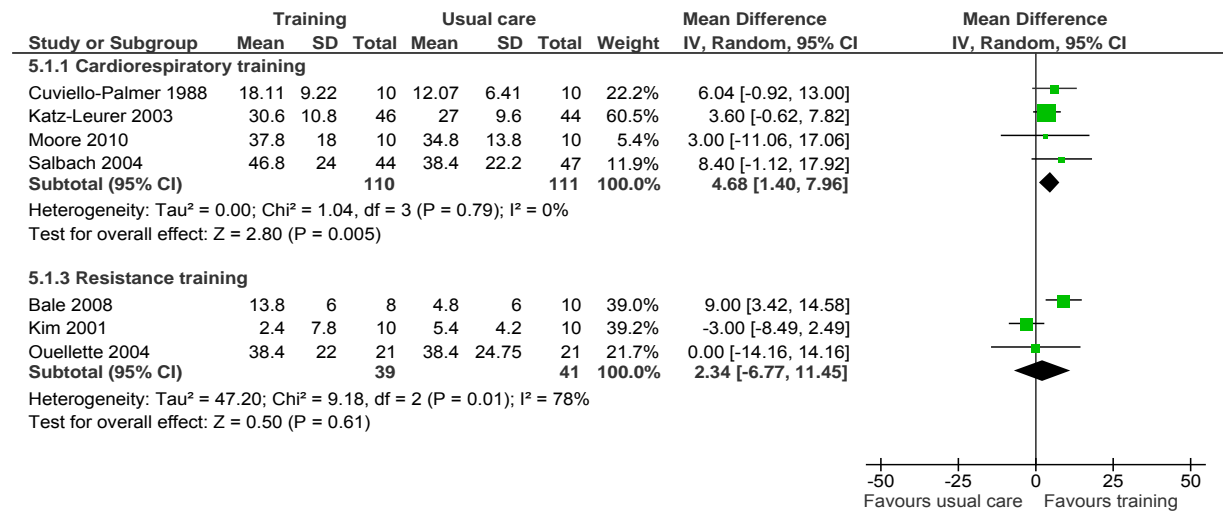 Training Usual care Mean Difference Mean Difference
Study or Subgroup Mean SD Total Mean SD Total Weight IV, Random, 95% CI IV, Random, 95% CI
5.1.1 Cardiorespiratory training
Cuviello-Palmer 1988 18.11 9.22 10 12.07 6.41 10 22.2% 6.04 [-0.92, 13.00]
Katz-Leurer 2003 30.6 10.8 46 27 9.6 44 60.5% 3.60 [-0.62, 7.82]
Moore 2010 37.8 18 10 34.8 13.8 10 5.4% 3.00 [-11.06, 17.06]
Salbach 2004 46.8 24 44 38.4 22.2 47 11.9% 8.40 [-1.12, 17.92]
Subtotal (95% CI) 110 111 100.0% 4.68 [1.40, 7.96]
Heterogeneity: Tau² = 0.00; Chi² = 1.04, df = 3 (P = 0.79); I² = 0%
Test for overall effect: Z = 2.80 (P = 0.005)
5.1.3 Resistance training
Bale 2008 13.8 6 8 4.8 6 10 39.0% 9.00 [3.42, 14.58]
Kim 2001 2.4 7.8 10 5.4 4.2 10 39.2% -3.00 [-8.49, 2.49]
Ouellette 2004 38.4 22 21 38.4 24.75 21 21.7% 0.00 [-14.16, 14.16]
Subtotal (95% CI) 39 41 100.0% 2.34 [-6.77, 11.45]
Heterogeneity: Tau² = 47.20; Chi² = 9.18, df = 2 (P = 0.01); I² = 78%
Test for overall effect: Z = 0.50 (P = 0.61)
-50 -25 0 25 50
Favours usual care Favours training